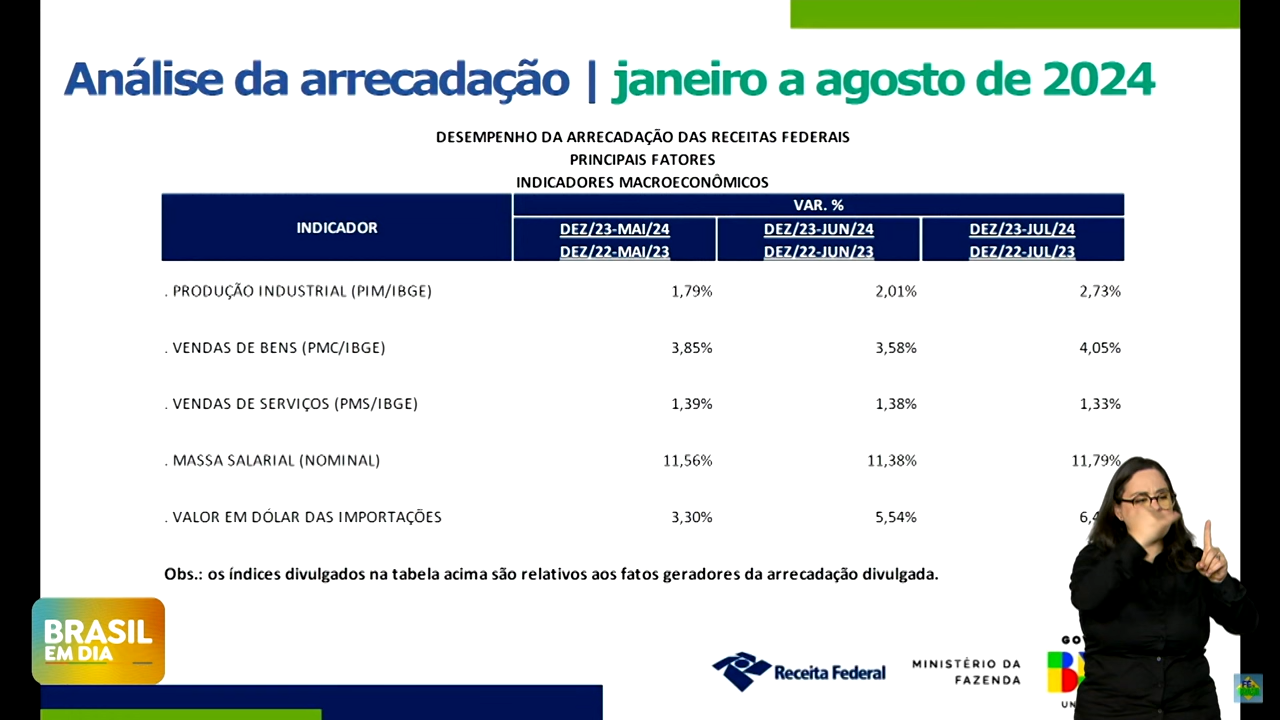 Análise da arrecadação | janeiro a agosto de 2024
DESEMPENHO DA ARRECADAÇÃO DAS RECEITAS FEDERAIS
PRINCIPAIS FATORES
INDICADORES MACROECONÔMICOS
INDICADOR
VAR. %
DEZ/23-MAI/24 DEZ/23-JUN/24 DEZ/23-JUL/24
DEZ/22-MAI/23 DEZ/22-JUN/23 DEZ/22-JUL/23
. PRODUÇÃO INDUSTRIAL (PIM/IBGE) 1,79% 2,01% 2,73%
. VENDAS DE BENS (PMC/IBGE) 3,85% 3,58% 4,05%
. VENDAS DE SERVIÇOS (PMS/IBGE) 1,39% 1,38% 1,33%
. MASSA SALARIAL (NOMINAL) 11,56% 11,38% 11,79%
. VALOR EM DÓLAR DAS IMPORTAÇÕES 3,30% 5,54%
Obs.: os índices divulgados na tabela acima são relativos aos fatos geradores da arrecadação divulgada.
BRASIL
EM DIA
Receita Federal
MINISTÉRIO DA
FAZENDA